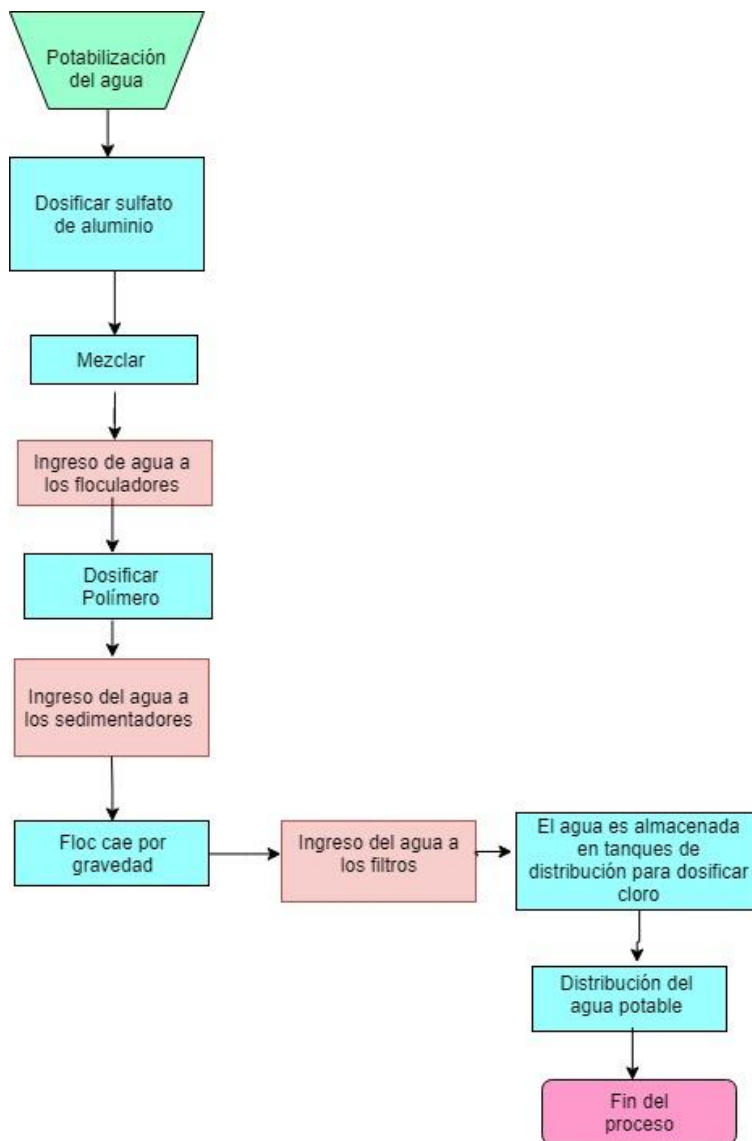 Potabilización
del agua
Dosificar sulfato
de aluminio
Mezclar
Ingreso de agua a
los floculadores
Dosificar
Polímero
Ingreso del agua a
los sedimentadores
Floc cae por
gravedad
Ingreso del agua a
los filtros
El agua es almacenada
en tanques de
distribución para dosificar
cloro
Distribución del
agua potable
Fin del
proceso